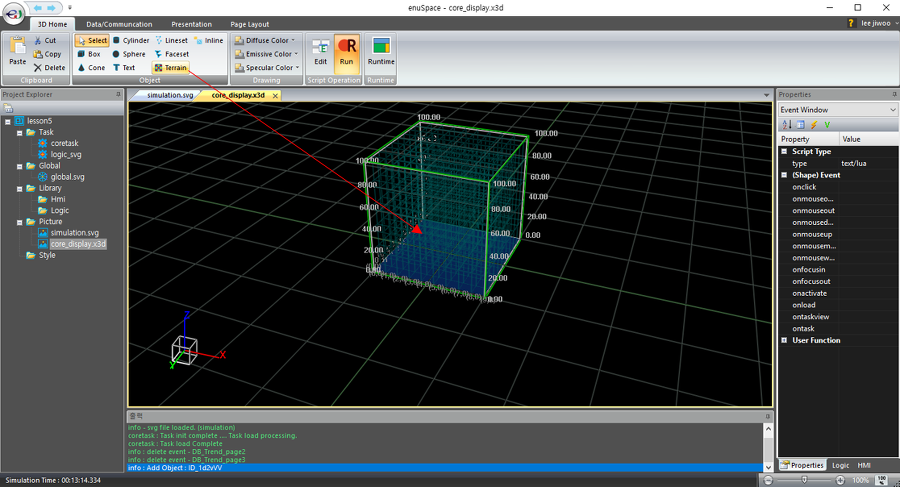 enuSpace - core_display.x3d
3D Home Data/Communcation Presentation Page Layout
? lee jiwoo
Paste Cut Copy Delete
Clipboard
Select Cylinder Lineset Inline
Box Sphere Faceset
Cone Text Terrain
Object
Diffuse Color
Emissive Color
Specular Color
Drawing
Edit Run
Script Operation
Runtime
Runtime
Project Explorer
lesson5
Task
coretask
logic_svg
Global
global.svg
Library
Hmi
Logic
Picture
simulation.svg
core_display.x3d
Style
simulation.svg core_display.x3d
100.00
100.00
100.00 80.00
80.00 100.00 60.00
60.00 80.00 40.00
40.00 60.00 20.00
20.00 40.00 0.00
0.00 20.00
0.00
Z
X
Y
출력
info - svg file loaded. (simulation)
coretask : Task init complete .... Task load processing.
coretask : Task load Complete
info : delete event - DB_Trend_page2
info : delete event - DB_Trend_page3
info : Add Object : ID_1d2vVV
Properties
Event Window
Property Value
Script Type
type text/lua
(Shape) Event
onclick
onmouseo...
onmouseout
onmoused...
onmouseup
onmousem...
onmousew...
onfocusin
onfocusout
onactivate
onload
ontaskview
ontask
User Function
Properties Logic HMI
Simulation Time : 00:13:14.334
100%